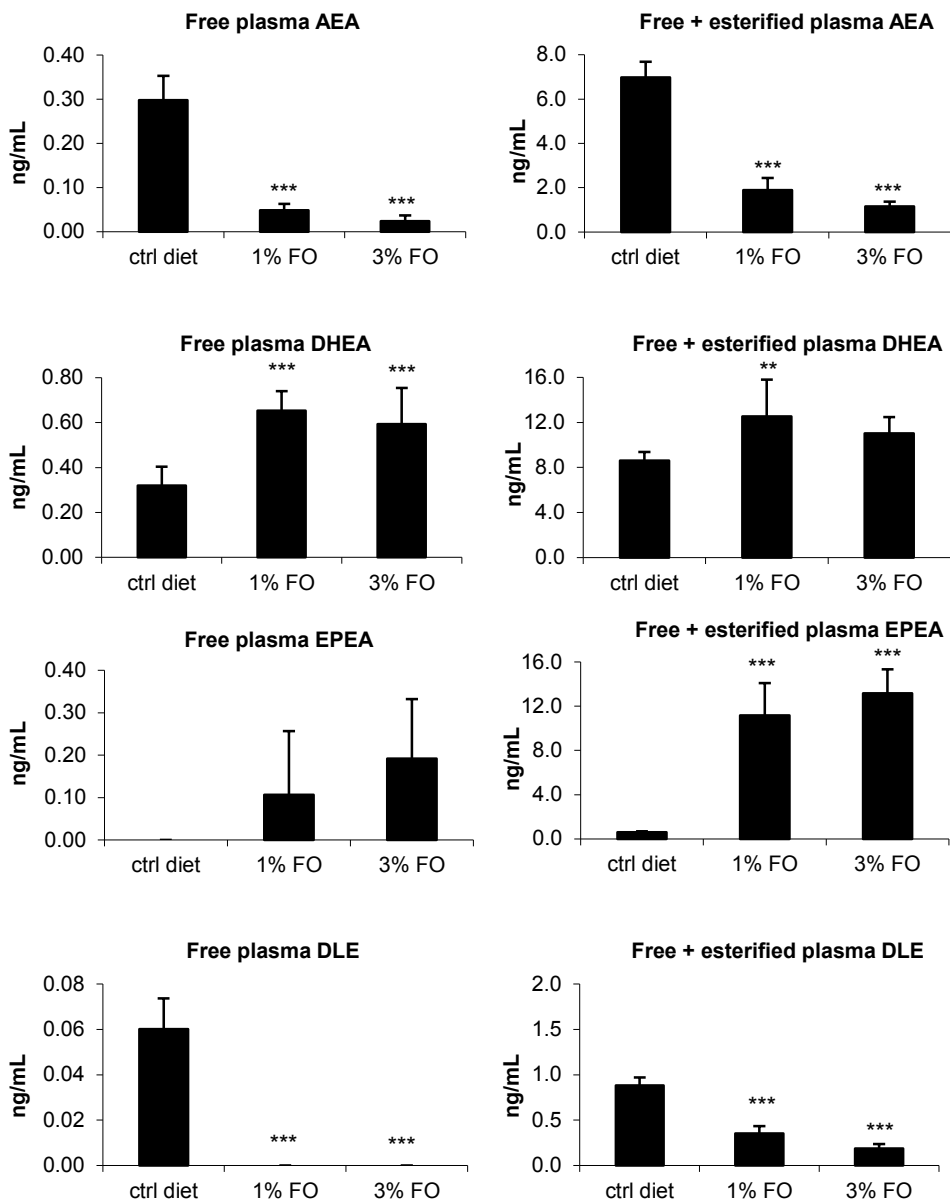 Free plasma AEA
0.40
0.30
0.20
0.10
0.00
ng/mL
***
***
ctrl diet 1% FO 3% FO
Free + esterified plasma AEA
8.0
6.0
4.0
2.0
0.0
ng/mL
***
***
ctrl diet 1% FO 3% FO
Free plasma DHEA
0.80
0.60
0.40
0.20
0.00
ng/mL
***
***
ctrl diet 1% FO 3% FO
Free + esterified plasma DHEA
16.0
12.0
8.0
4.0
0.0
ng/mL
**
ctrl diet 1% FO 3% FO
Free plasma EPEA
0.40
0.30
0.20
0.10
0.00
ng/mL
ctrl diet 1% FO 3% FO
Free + esterified plasma EPEA
16.0
12.0
8.0
4.0
0.0
ng/mL
***
***
ctrl diet 1% FO 3% FO
Free plasma DLE
0.08
0.06
0.04
0.02
0.00
ng/mL
***
***
ctrl diet 1% FO 3% FO
Free + esterified plasma DLE
2.0
1.5
1.0
0.5
0.0
ng/mL
***
***
ctrl diet 1% FO 3% FO